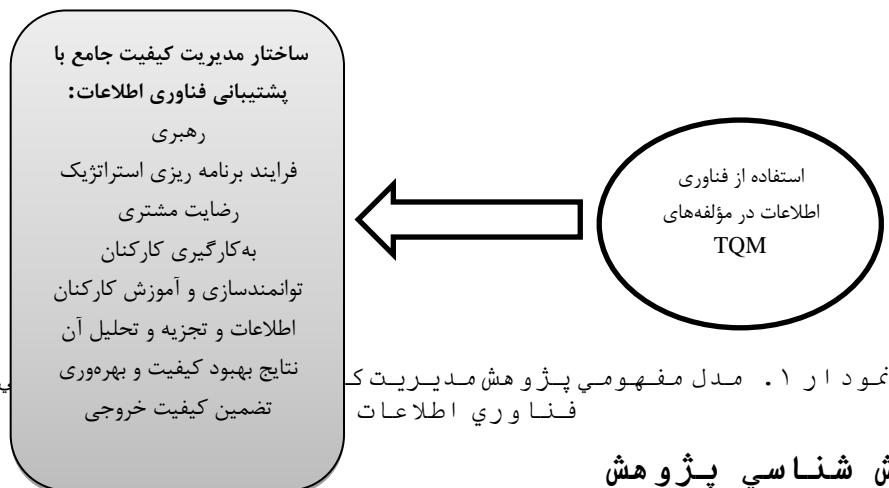 ساختار مدیریت کیفیت جامع با
پشتیبانی فناوری اطلاعات:
رهبری
فرایند برنامه ریزی استراتژیک
رضایت مشتری
به‌کارگیری کارکنان
توانمندسازی و آموزش کارکنان
اطلاعات و تجزیه و تحلیل آن
نتایج بهبود کیفیت و بهره‌وری
تضمین کیفیت خروجی
استفاده از فناوری
اطلاعات در مؤلفه‌های
TQM
نمودار ۱. مدل مفهومي پژوهش مديريت
فناوري اطلاعات
شناسي پژوهش